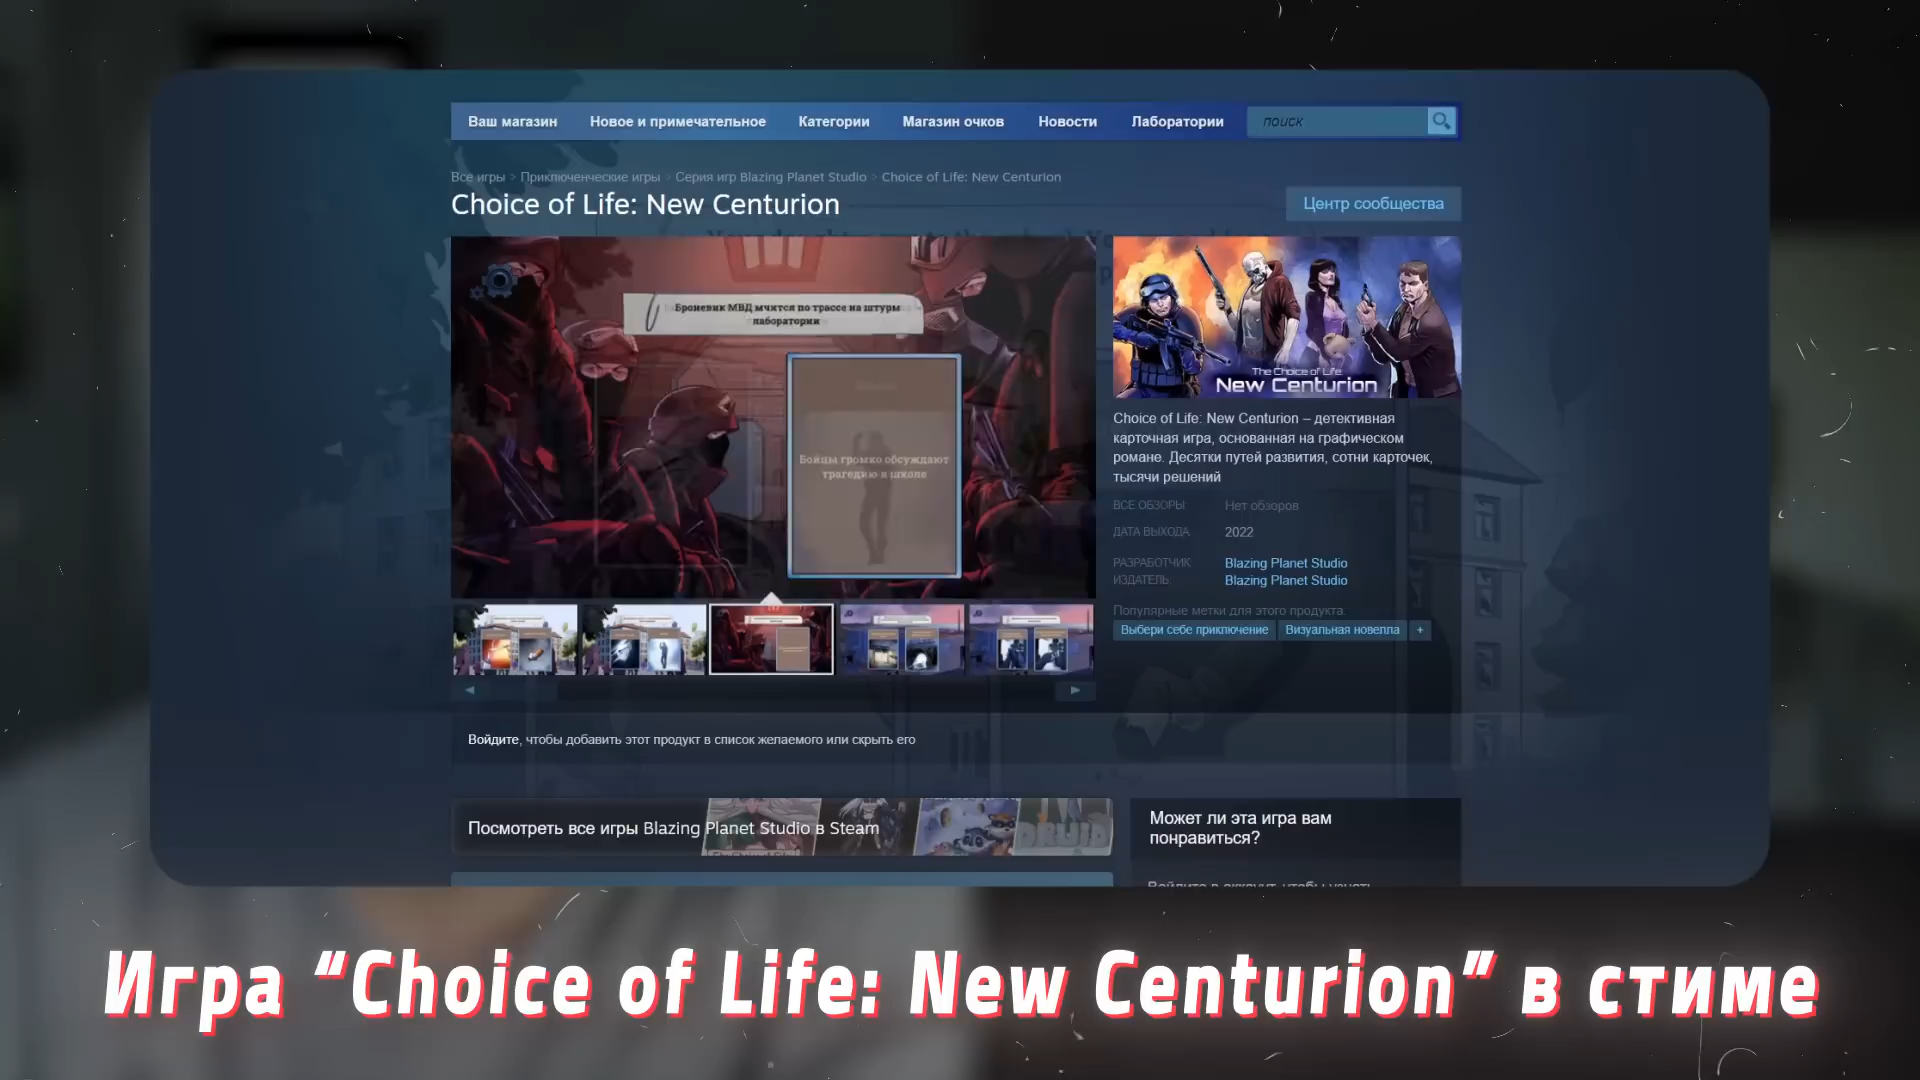 Ваш магазин Новое и примечательное Категории Магазин очков Новости Лаборатории поиск
Все игры > Приключенческие игры > Серия игр Blazing Planet Studio > Choice of Life: New Centurion
Choice of Life: New Centurion
Центр сообщества
Броневик МВД мчится по трассе на штурм
лаборатории
Бойцы громко обсуждают
трагедию в школе
The Choice of Life
New Centurion
Choice of Life: New Centurion – детективная
карточная игра, основанная на графическом
романе. Десятки путей развития, сотни карточек,
тысячи решений
ВСЕ ОБЗОРЫ: Нет обзоров
ДАТА ВЫХОДА: 2022
РАЗРАБОТЧИК: Blazing Planet Studio
ИЗДАТЕЛЬ: Blazing Planet Studio
Популярные метки для этого продукта:
Выбери себе приключение Визуальная новелла +
Войдите, чтобы добавить этот продукт в список желаемого или скрыть его
Посмотреть все игры Blazing Planet Studio в Steam
DRUID
Может ли эта игра вам
понравиться?
Войдите в аккаунт, чтобы узнать
Игра “Choice of Life: New Centurion” в стиме